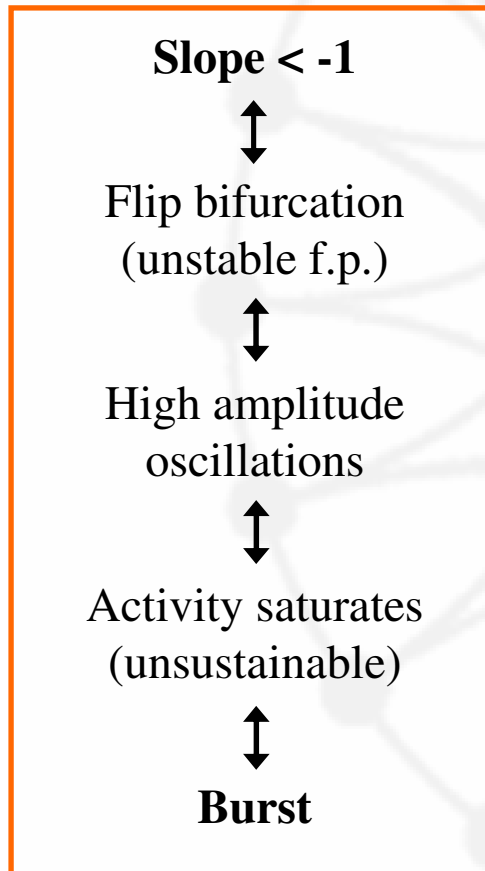 Slope < -1
Flip bifurcation
(unstable f.p.)
High amplitude
oscillations
Activity saturates
(unsustainable)
Burst